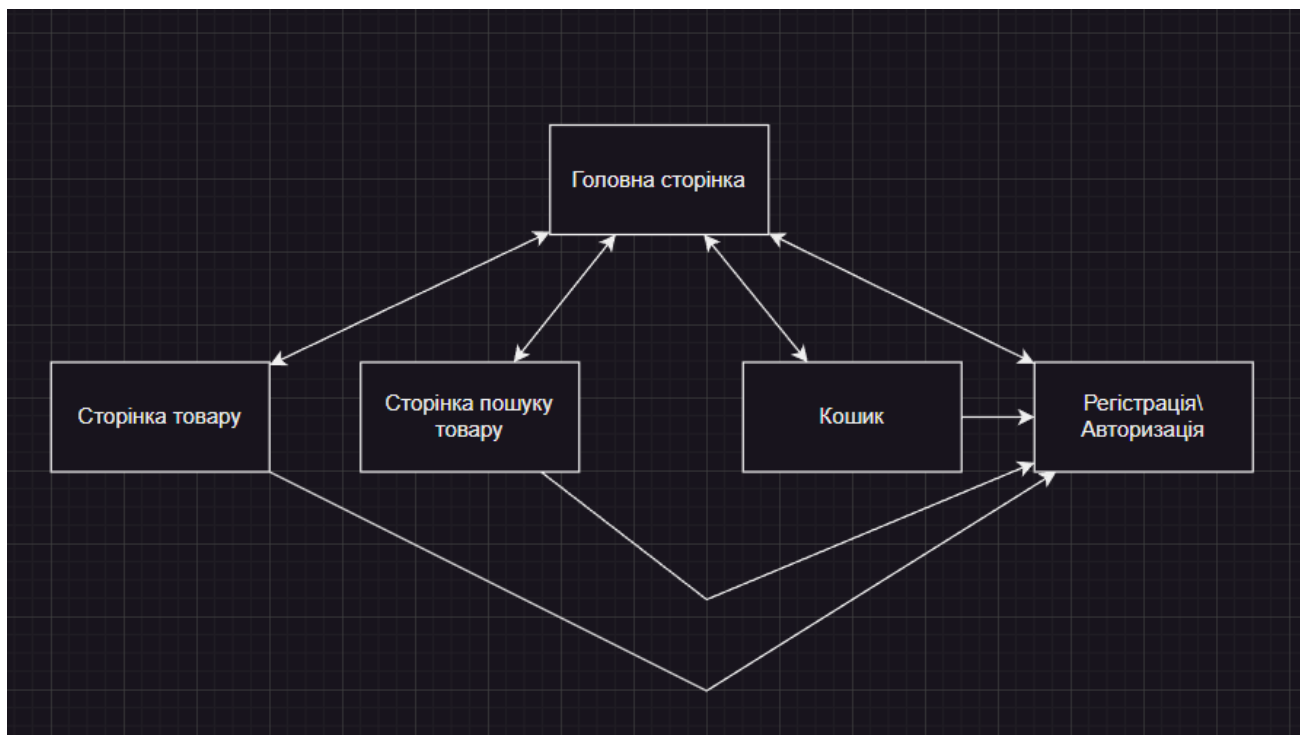 Головна сторінка
Сторінка товару
Сторінка пошуку
товару
Кошик
Регістрація\
Авторизація